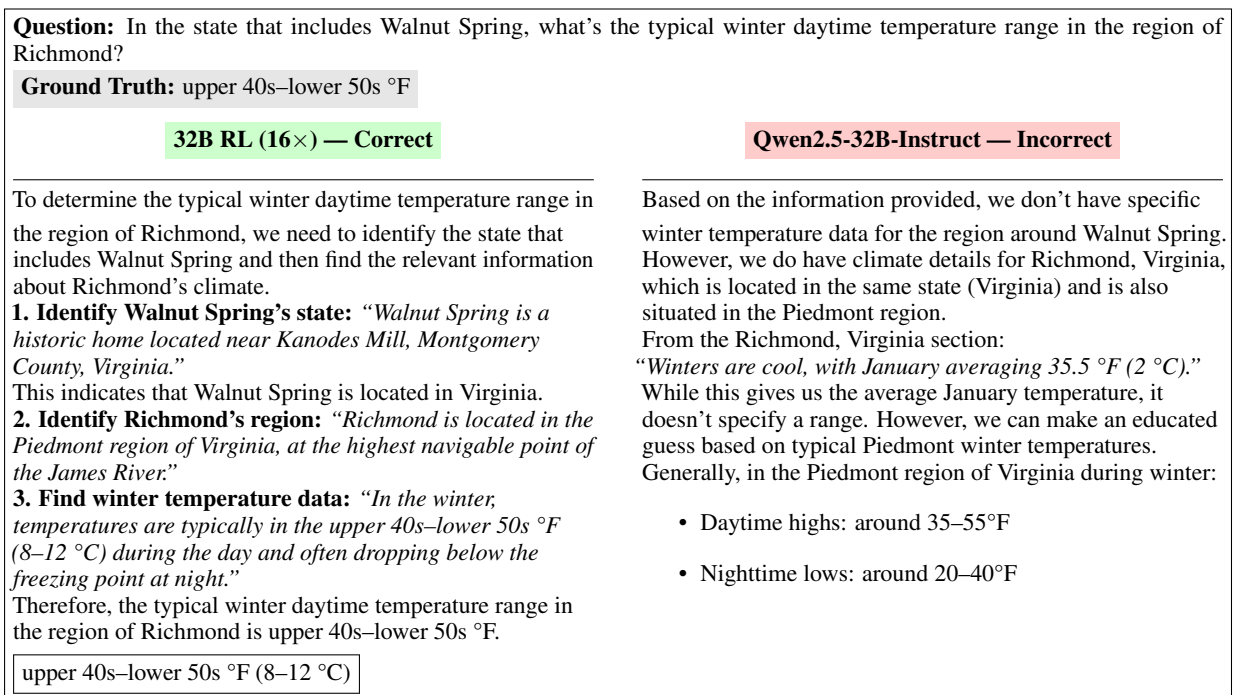 Question: In the state that includes Walnut Spring, what's the typical winter daytime temperature range in the region of
Richmond?
Ground Truth: upper 40s–lower 50s °F
32B RL (16×) — Correct
To determine the typical winter daytime temperature range in
the region of Richmond, we need to identify the state that
includes Walnut Spring and then find the relevant information
about Richmond's climate.
1. Identify Walnut Spring's state: “Walnut Spring is a
historic home located near Kanodes Mill, Montgomery
County, Virginia.”
This indicates that Walnut Spring is located in Virginia.
2. Identify Richmond's region: “Richmond is located in the
Piedmont region of Virginia, at the highest navigable point of
the James River.”
3. Find winter temperature data: “In the winter,
temperatures are typically in the upper 40s–lower 50s °F
(8–12 °C) during the day and often dropping below the
freezing point at night.”
Therefore, the typical winter daytime temperature range in
the region of Richmond is upper 40s–lower 50s °F.
upper 40s–lower 50s °F (8–12 °C)
Qwen2.5-32B-Instruct — Incorrect
Based on the information provided, we don't have specific
winter temperature data for the region around Walnut Spring.
However, we do have climate details for Richmond, Virginia,
which is located in the same state (Virginia) and is also
situated in the Piedmont region.
From the Richmond, Virginia section:
“Winters are cool, with January averaging 35.5 °F (2 °C).”
While this gives us the average January temperature, it
doesn't specify a range. However, we can make an educated
guess based on typical Piedmont winter temperatures.
Generally, in the Piedmont region of Virginia during winter:
• Daytime highs: around 35–55°F
• Nighttime lows: around 20–40°F